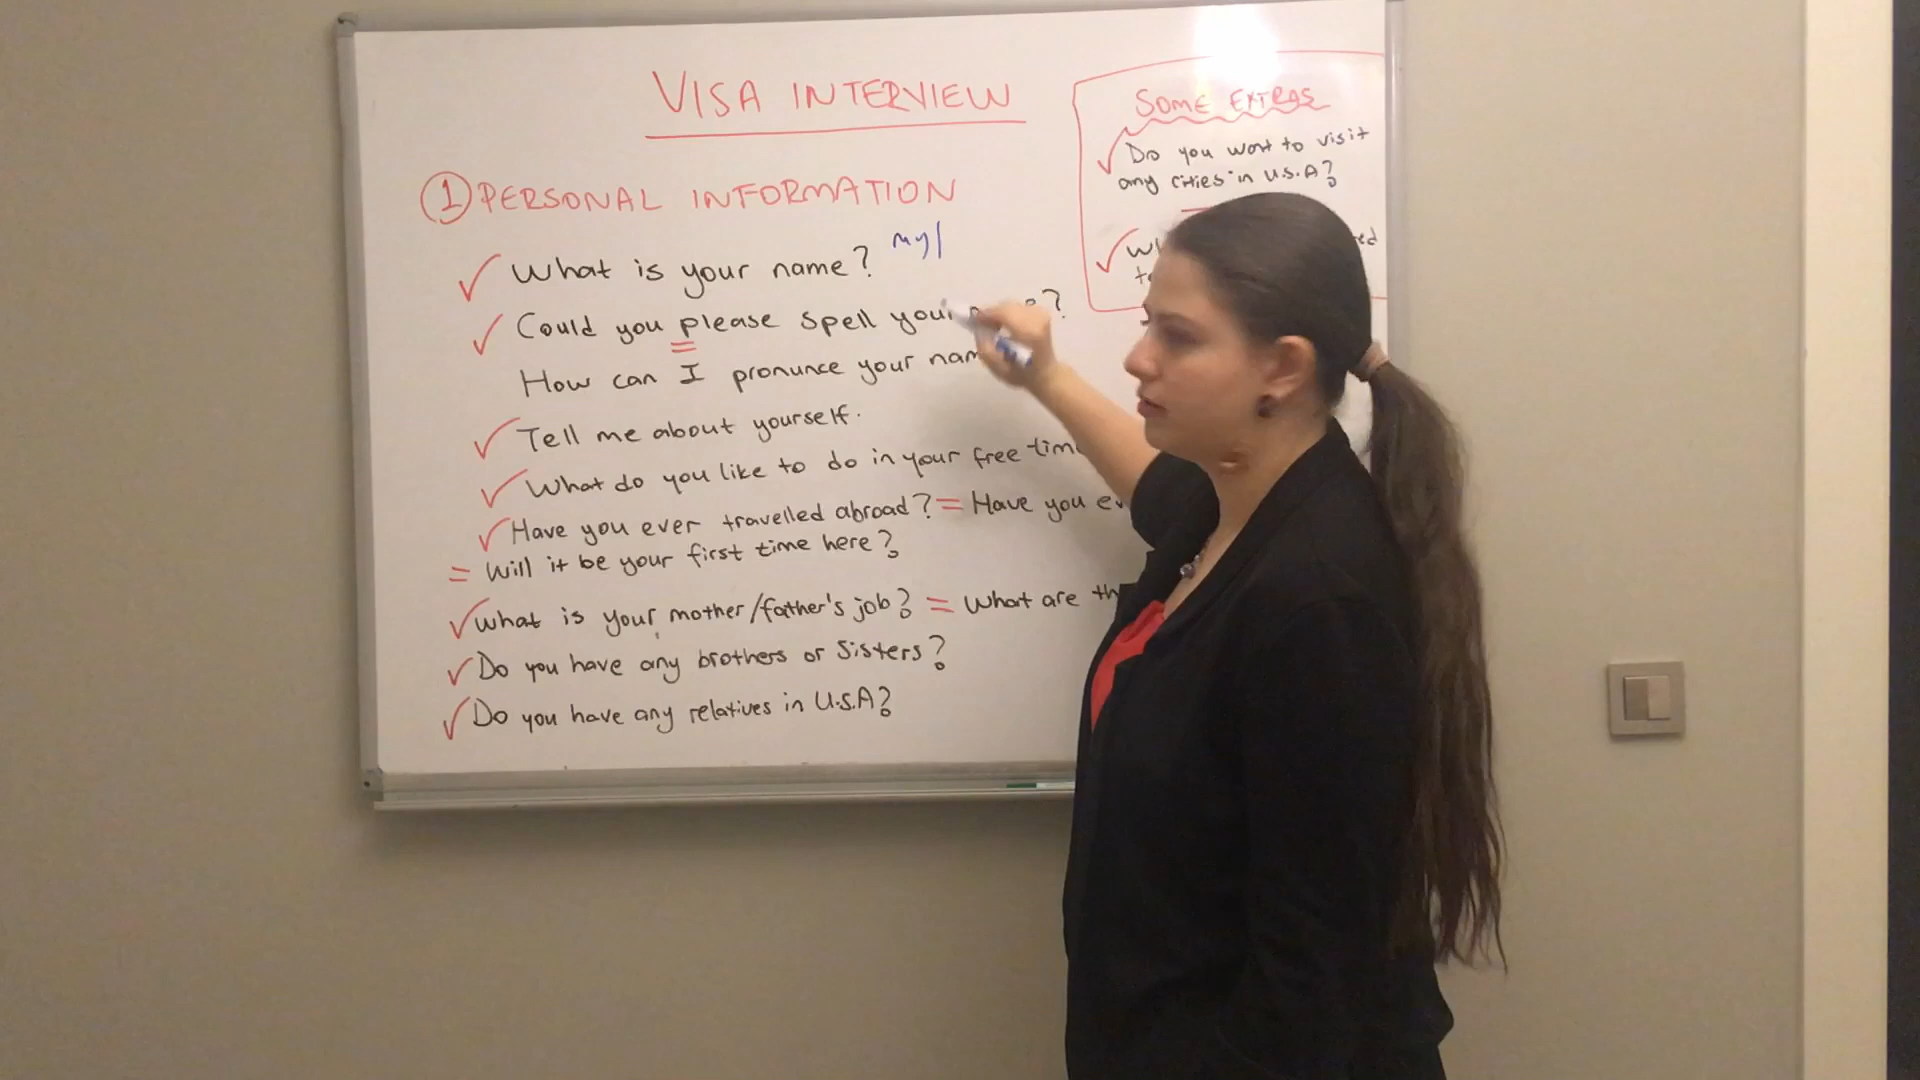 VISA INTERVIEW
① PERSONAL INFORMATION
✓ What is your name? my
✓ Could you please spell your ?
How can I pronunce your
✓ Tell me about yourself.
✓ What do you like to do in your free
✓ Have you ever travelled abroad? = Have you
= Will it be your first time here?
✓ What is your mother/father's job? = What are
✓ Do you have any brothers or sisters?
✓ Do you have any relatives in U.S.A?
SOME EXTRAS
✓ Do you want to visit
any cities in U.S.A?